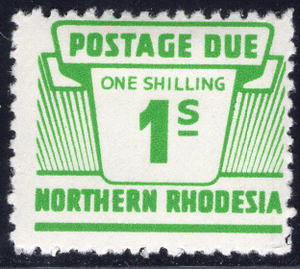 POSTAGE DUE
ONE SHILLING
1S
NORTHERN RHODESIA